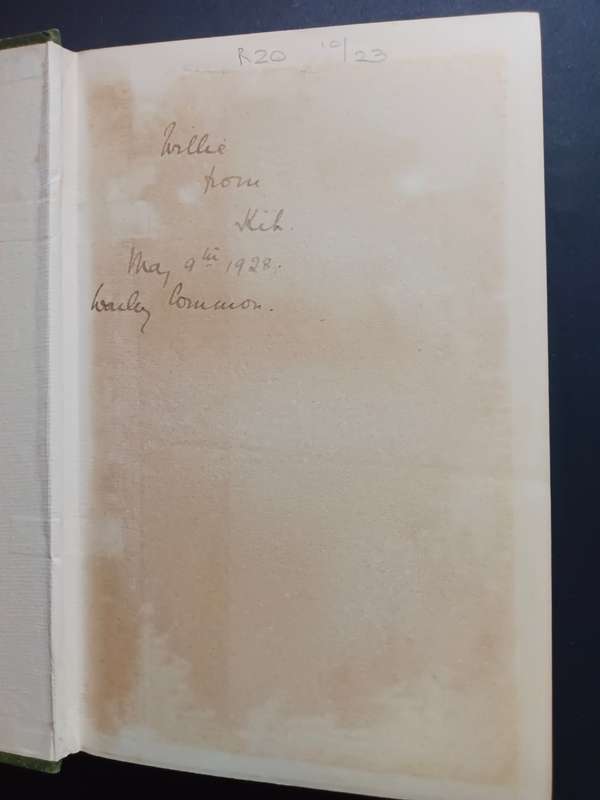 R20 10/23
Willie
from
Kit.
May 9th 1928.
Warley Common.